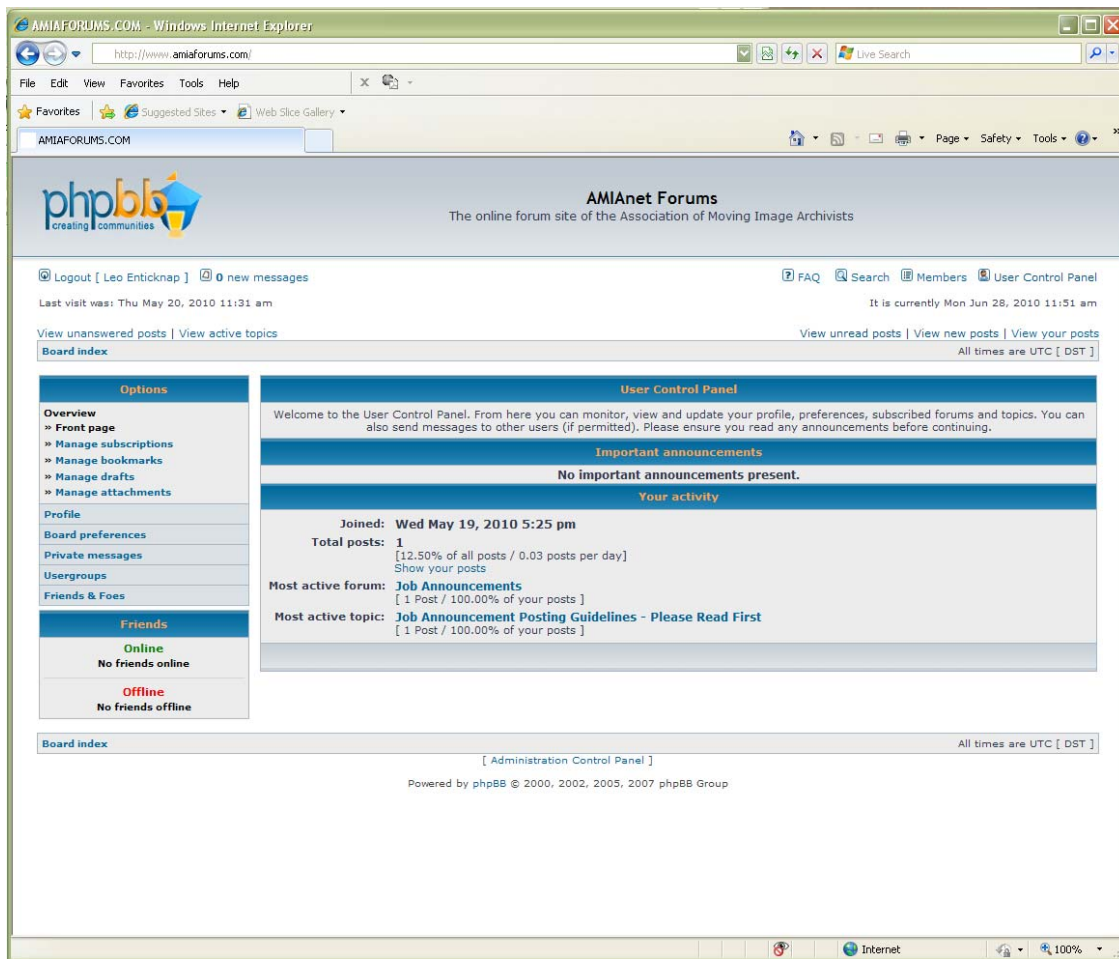 AMIAFORUMS.COM - Windows Internet Explorer
http://www.amiaforums.com/
Live Search
File Edit View Favorites Tools Help
x
Favorites Suggested Sites Web Slice Gallery
AMIAFORUMS.COM
Page Safety Tools
phpbb
creating communities
AMIAnet Forums
The online forum site of the Association of Moving Image Archivists
Logout [ Leo Enticknap ] 0 new messages
FAQ Search Members User Control Panel
Last visit was: Thu May 20, 2010 11:31 am
It is currently Mon Jun 28, 2010 11:51 am
View unanswered posts | View active topics
View unread posts | View new posts | View your posts
Board index
All times are UTC [ DST ]
Options
Overview
» Front page
» Manage subscriptions
» Manage bookmarks
» Manage drafts
» Manage attachments
Profile
Board preferences
Private messages
Usergroups
Friends & Foes
Friends
Online
No friends online
Offline
No friends offline
User Control Panel
Welcome to the User Control Panel. From here you can monitor, view and update your profile, preferences, subscribed forums and topics. You can
also send messages to other users (if permitted). Please ensure you read any announcements before continuing.
Important announcements
No important announcements present.
Your activity
Joined: Wed May 19, 2010 5:25 pm
Total posts: 1
[12.50% of all posts / 0.03 posts per day]
Show your posts
Most active forum: Job Announcements
[ 1 Post / 100.00% of your posts ]
Most active topic: Job Announcement Posting Guidelines - Please Read First
[ 1 Post / 100.00% of your posts ]
Board index
All times are UTC [ DST ]
[ Administration Control Panel ]
Powered by phpBB © 2000, 2002, 2005, 2007 phpBB Group
Internet
100%